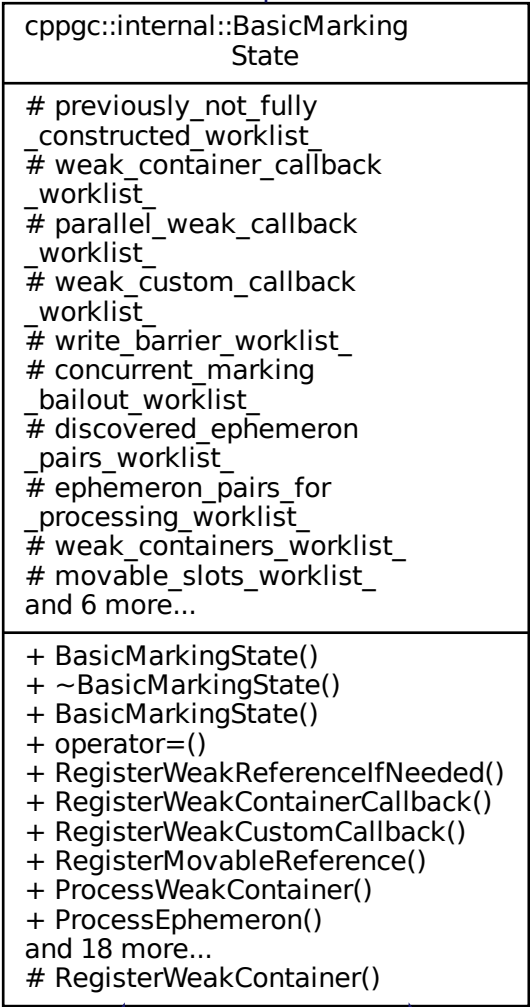 cppgc::internal::BasicMarking
State
# previously_not_fully
_constructed_worklist_
# weak_container_callback
_worklist_
# parallel_weak_callback
_worklist_
# weak_custom_callback
_worklist_
# write_barrier_worklist_
# concurrent_marking
_bailout_worklist_
# discovered_ephemeron
_pairs_worklist_
# ephemeron_pairs_for
_processing_worklist_
# weak_containers_worklist_
# movable_slots_worklist_
and 6 more...
+ BasicMarkingState()
+ ~BasicMarkingState()
+ BasicMarkingState()
+ operator=()
+ RegisterWeakReferenceIfNeeded()
+ RegisterWeakContainerCallback()
+ RegisterWeakCustomCallback()
+ RegisterMovableReference()
+ ProcessWeakContainer()
+ ProcessEphemeron()
and 18 more...
# RegisterWeakContainer()